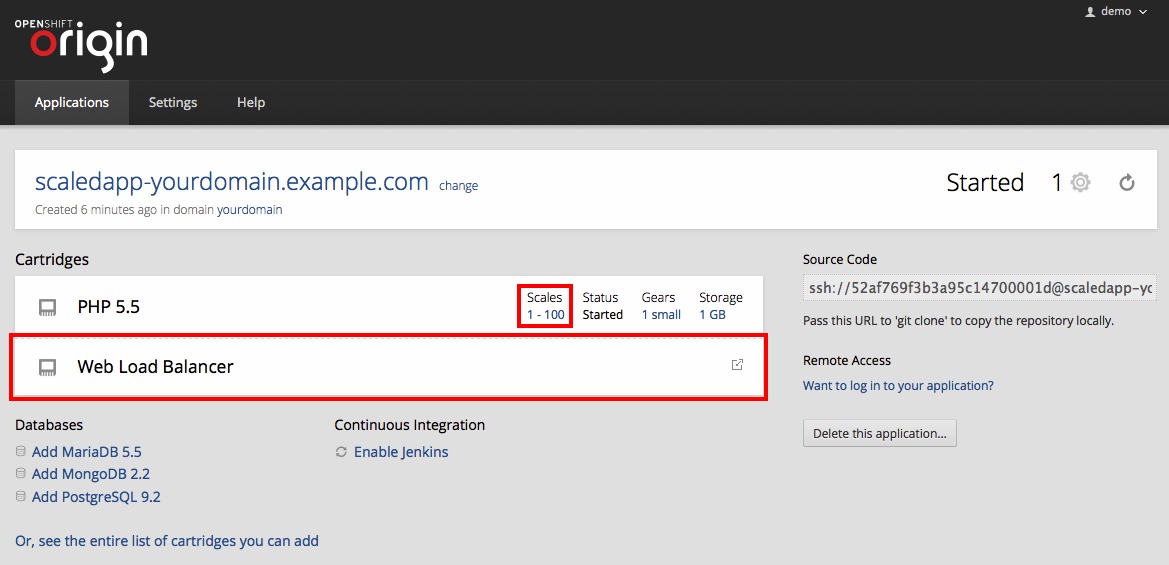 OPENSHIFT
origin
demo
Applications
Settings
Help
scaledapp-yourdomain.example.com change
Started 1
Created 6 minutes ago in domain yourdomain
Cartridges
PHP 5.5
Scales
1 - 100
Status
Started
Gears
1 small
Storage
1 GB
Web Load Balancer
Databases
Add MariaDB 5.5
Add MongoDB 2.2
Add PostgreSQL 9.2
Continuous Integration
Enable Jenkins
Or, see the entire list of cartridges you can add
Source Code
ssh://52af769f3b3a95c14700001d@scaledapp-yo
Pass this URL to 'git clone' to copy the repository locally.
Remote Access
Want to log in to your application?
Delete this application...